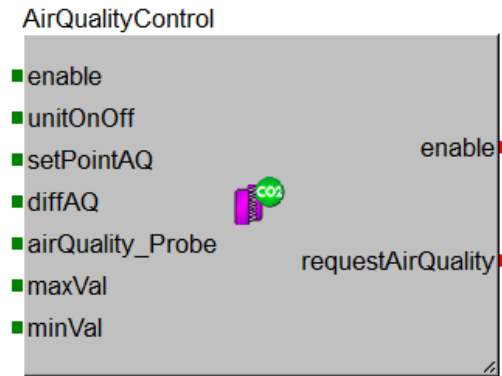 AirQualityControl
enable
unitOnOff
setPointAQ
diffAQ
airQuality_Probe
maxVal
minVal
CO2
enable
requestAirQuality